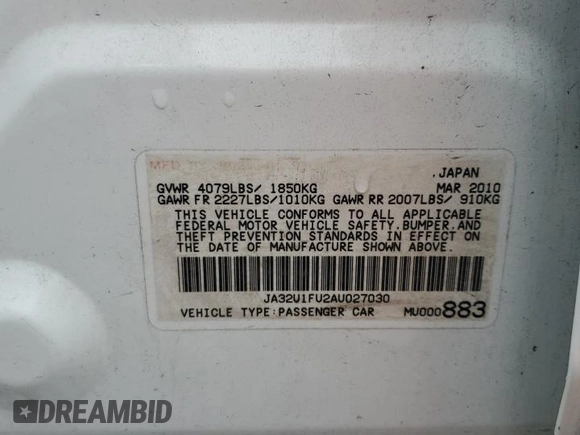 MFD
.JAPAN
GVWR 4079LBS/ 1850KG MAR 2010
GAWR FR 2227LBS/1010KG GAWR RR 2007LBS/ 910KG
THIS VEHICLE CONFORMS TO ALL APPLICABLE
FEDERAL MOTOR VEHICLE SAFETY,BUMPER,AND
THEFT PREVENTION STANDARDS IN EFFECT ON
THE DATE OF MANUFACTURE SHOWN ABOVE.
JA32U1FU2AU027030
VEHICLE TYPE:PASSENGER CAR MU000883
DREAMBID